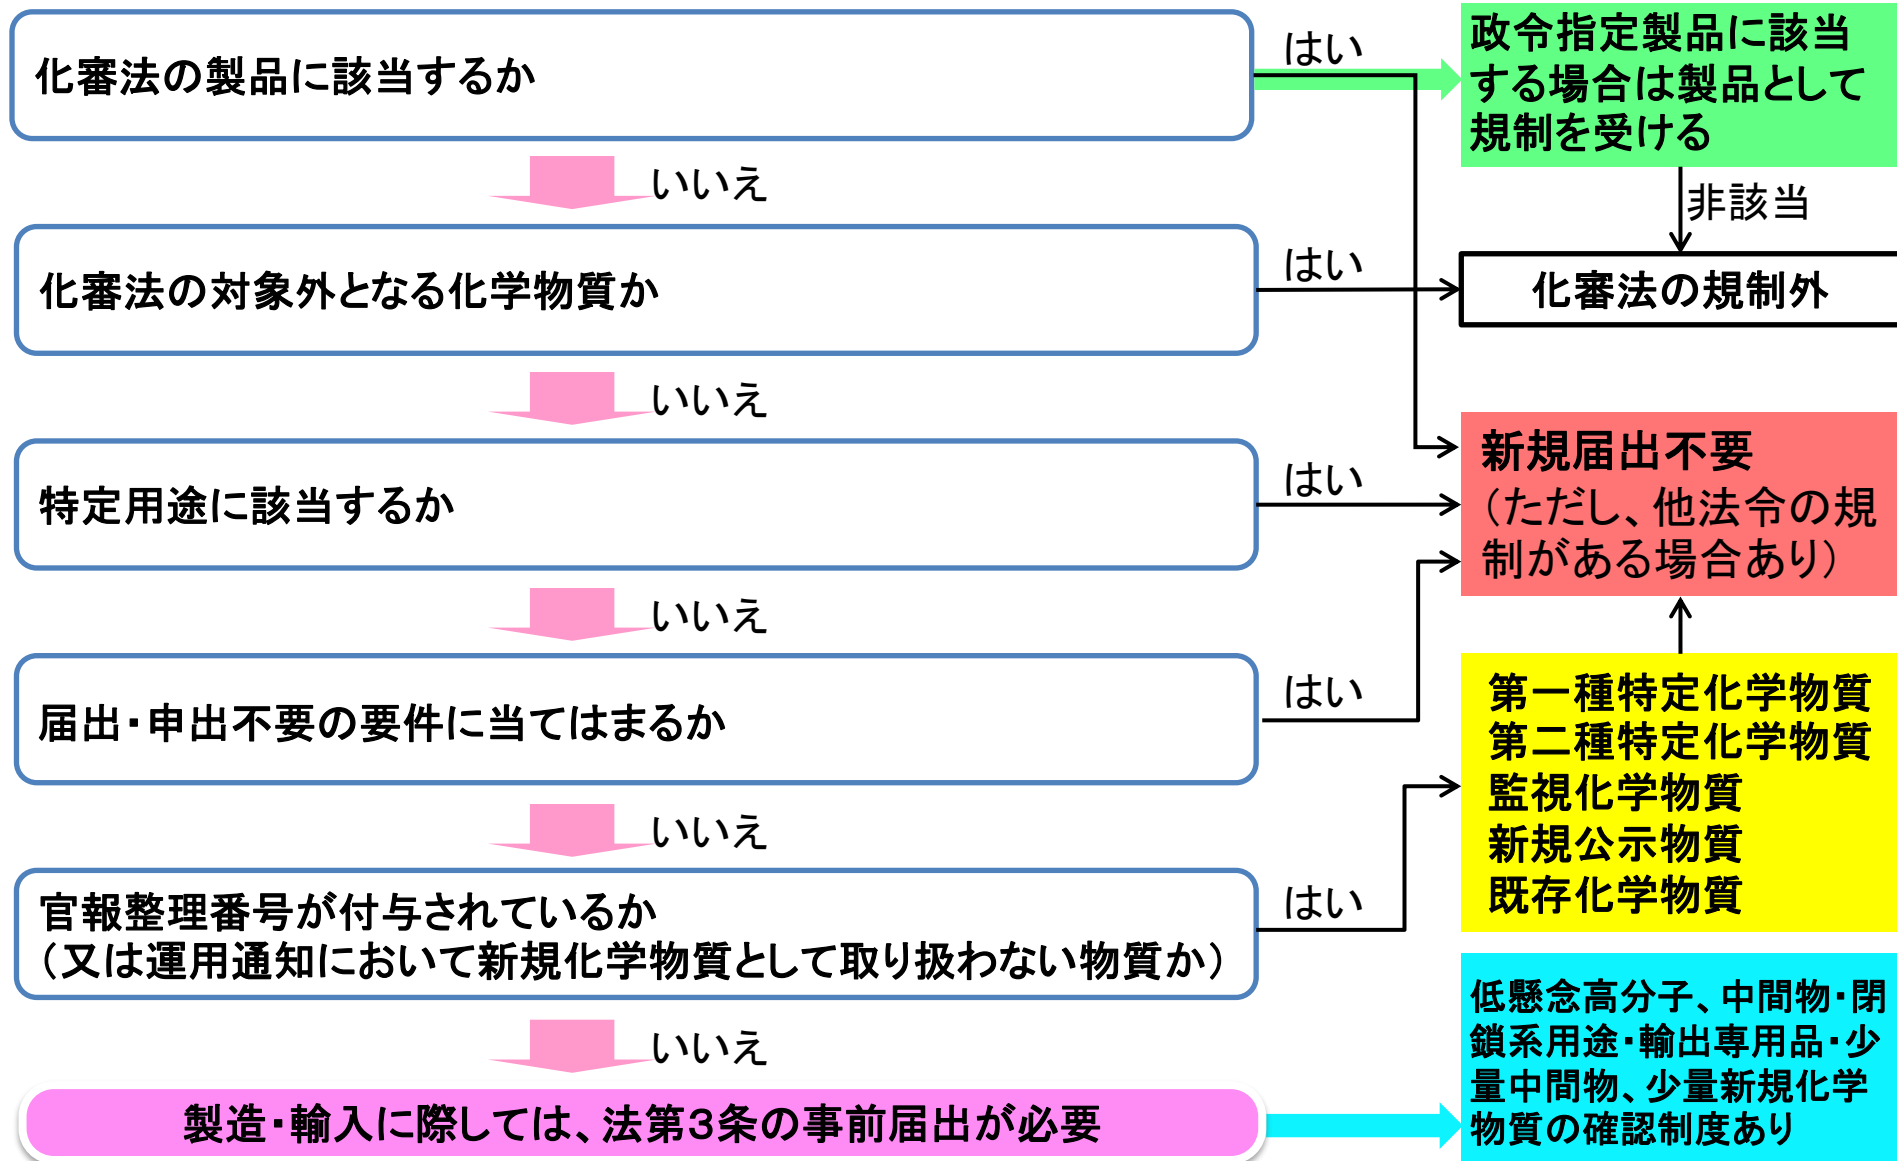 化審法の製品に該当するか
はい
政令指定製品に該当
する場合は製品として
規制を受ける
いいえ
非該当
化審法の対象外となる化学物質か
はい
化審法の規制外
いいえ
特定用途に該当するか
はい
新規届出不要
（ただし、他法令の規
制がある場合あり）
いいえ
届出・申出不要の要件に当てはまるか
はい
第一種特定化学物質
第二種特定化学物質
監視化学物質
新規公示物質
既存化学物質
いいえ
官報整理番号が付与されているか
（又は運用通知において新規化学物質として取り扱わない物質か）
はい
いいえ
製造・輸入に際しては、法第３条の事前届出が必要
低懸念高分子、中間物・閉
鎖系用途・輸出専用品・少
量中間物、少量新規化学
物質の確認制度あり